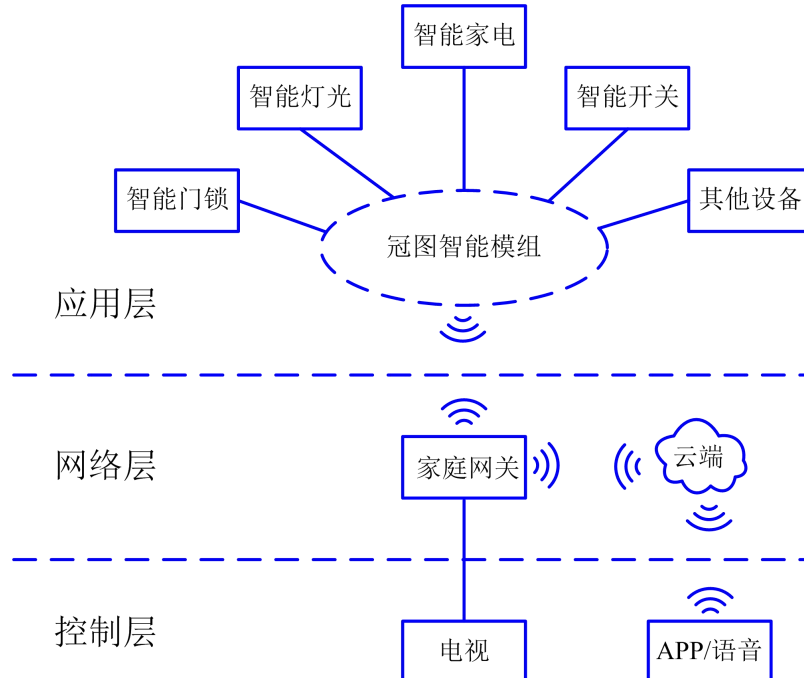 智能家电
智能灯光
智能开关
智能门锁
其他设备
冠图智能模组
应用层
网络层
家庭网关
云端
控制层
电视
APP/语音